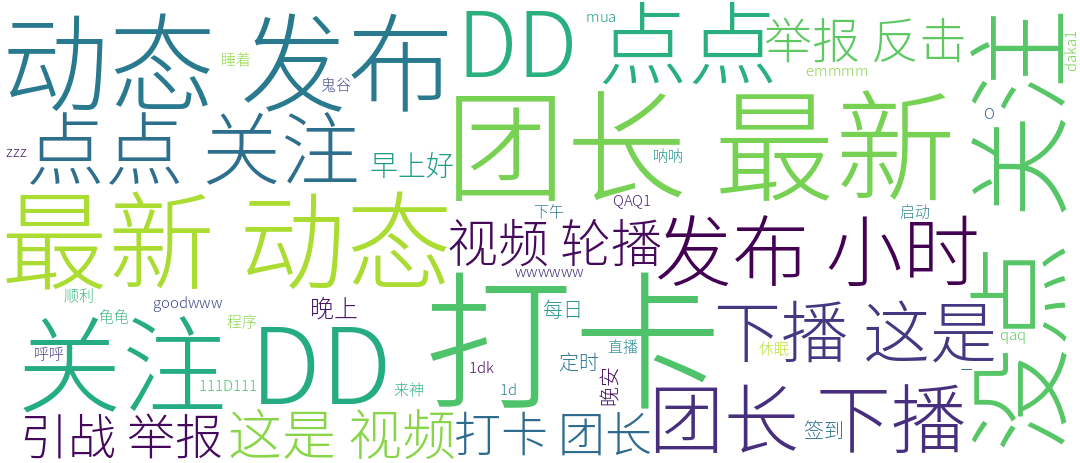 动态 发布
DD 点点
mua
举报 反击
emmmm
关注 没点
daka1
睡着
鬼谷
zzz
点点 关注
早上好
团长 最新
呐呐
O
最新 动态
下午
QAQ1
启动
视频 轮播
发布 小时
wwwwww
顺利
龟龟
goodwww
晚上
程序
呼呼
关注 DD
打卡
每日
下播 这是
直播
休眠
qaq
一
定时
1dk
晚安
111D111
来神
1d
引战 举报
这是 视频
打卡 团长
团长 下播
签到